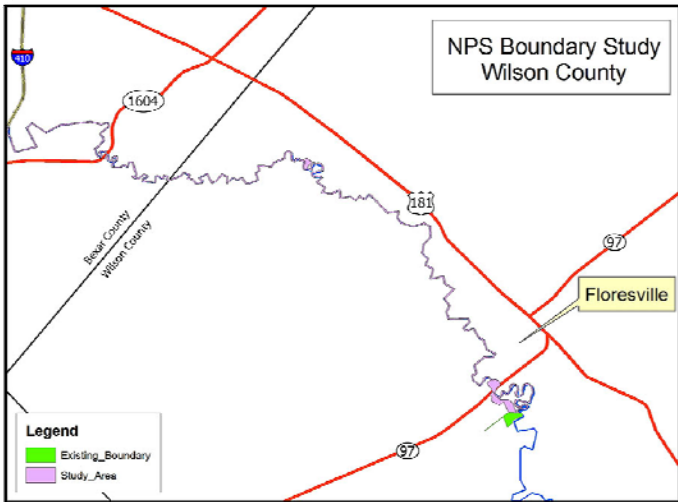 NPS Boundary Study
Wilson County
410
1604
181
Bexar County
Wilson County
97
Floresville
97
Legend
Existing_Boundary
Study_Area